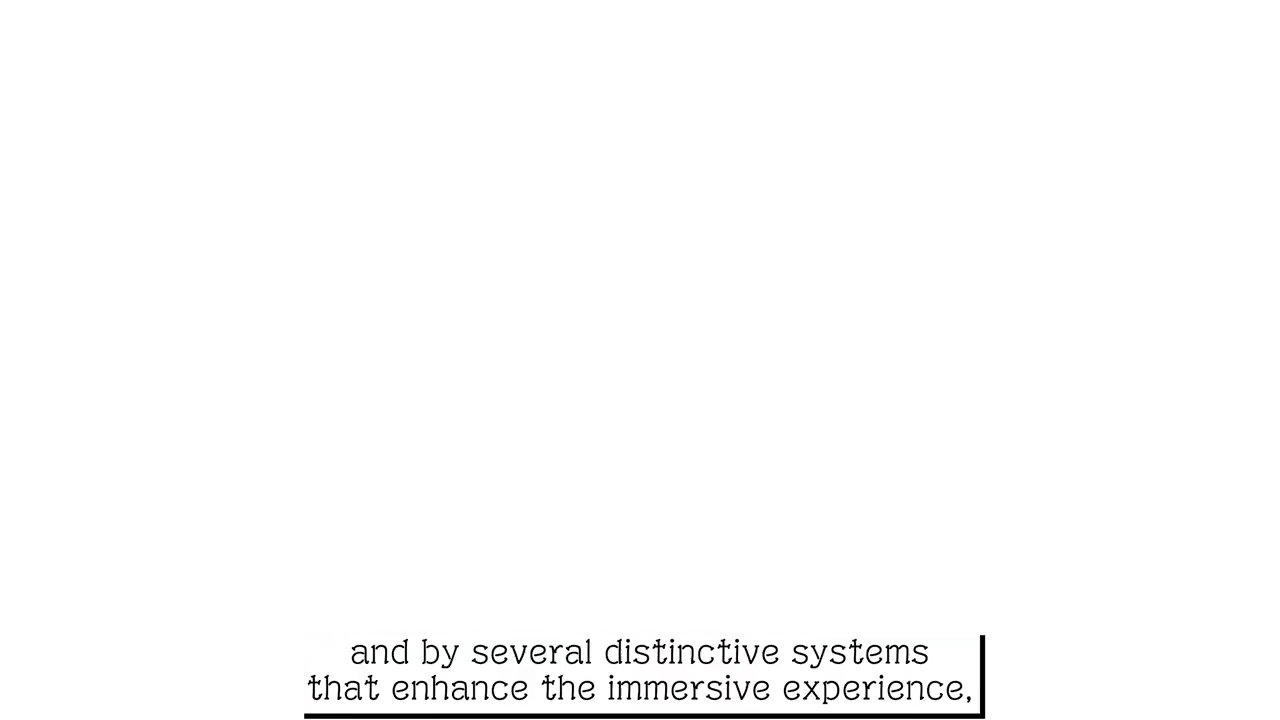 and by several distinctive systems
that enhance the immersive experience,